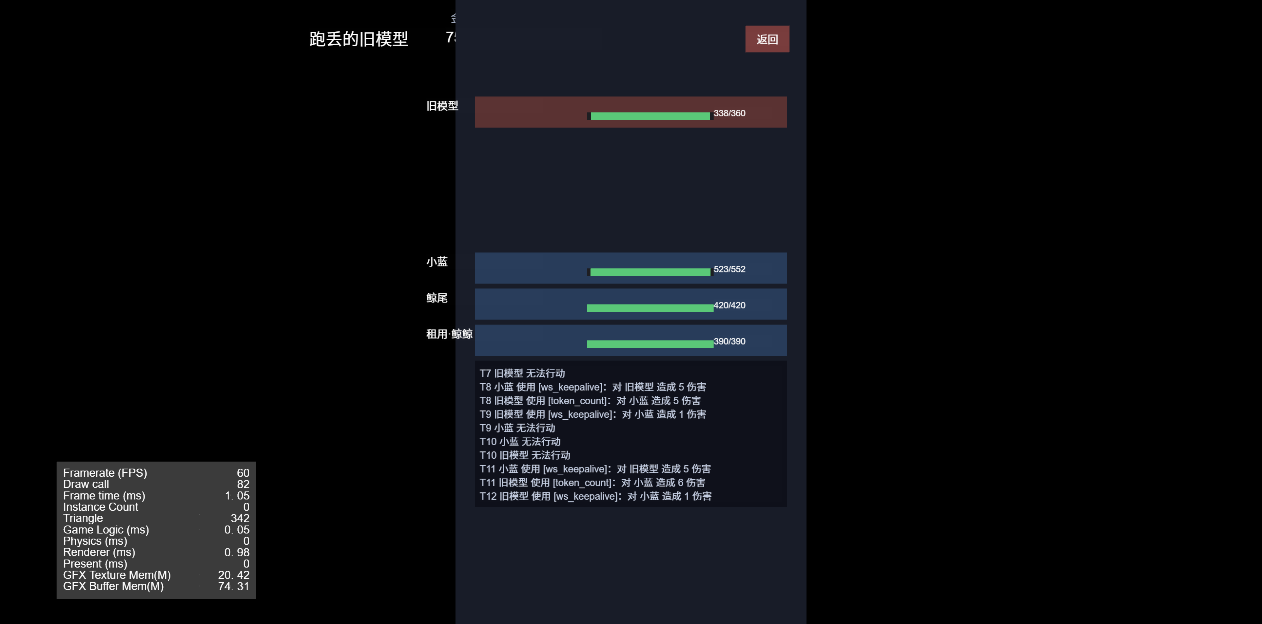 跑丢的旧模型
返回
旧模型
338/360
小蓝
523/552
鲸尾
420/420
租用·鲸鲸
390/390
T7 旧模型 无法行动
T8 小蓝 使用 [ws_keepalive]：对 旧模型 造成 5 伤害
T8 旧模型 使用 [token_count]：对 小蓝 造成 5 伤害
T9 旧模型 使用 [ws_keepalive]：对 小蓝 造成 1 伤害
T9 小蓝 无法行动
T10 小蓝 无法行动
T10 旧模型 无法行动
T11 小蓝 使用 [ws_keepalive]：对 旧模型 造成 5 伤害
T11 旧模型 使用 [token_count]：对 小蓝 造成 6 伤害
T12 旧模型 使用 [ws_keepalive]：对 小蓝 造成 1 伤害
Framerate (FPS) 60
Draw call 82
Frame time (ms) 1.05
Instance Count 0
Triangle 342
Game Logic (ms) 0.05
Physics (ms) 0
Renderer (ms) 0.98
Present (ms) 0
GFX Texture Mem(M) 20.42
GFX Buffer Mem(M) 74.31